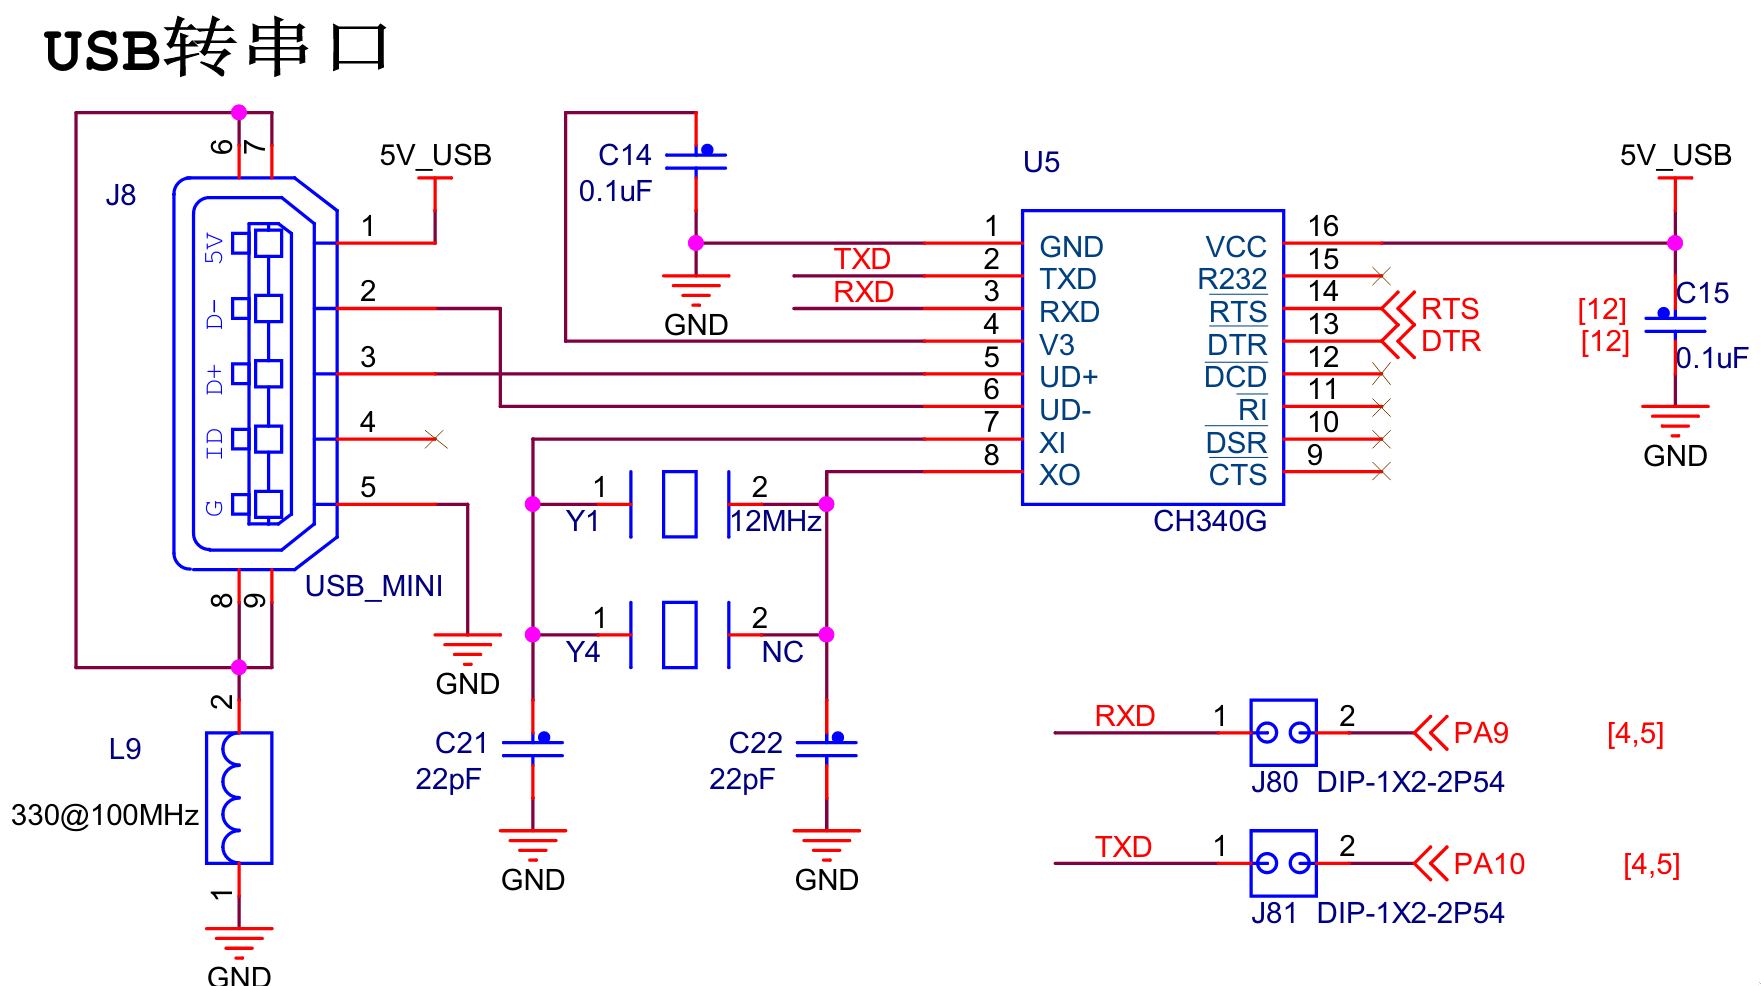 USB转串口
6
7
J8
5V_USB
1
2
3
4
5
5V
D-
D+
ID
G
8
9
USB_MINI
GND
2
L9
330@100MHz
1
GND
C14
0.1uF
GND
U5
1
2
3
4
5
6
7
8
TXD
RXD
GND
TXD
RXD
V3
UD+
UD-
XI
XO
VCC
R232
RTS
DTR
DCD
RI
DSR
CTS
16
15
14
13
12
11
10
9
CH340G
RTS [12]
DTR [12]
5V_USB
C15
0.1uF
GND
1 2
Y1 12MHz
1 2
Y4 NC
C21
22pF
GND
C22
22pF
GND
RXD 1 2 PA9 [4,5]
J80 DIP-1X2-2P54
TXD 1 2 PA10 [4,5]
J81 DIP-1X2-2P54